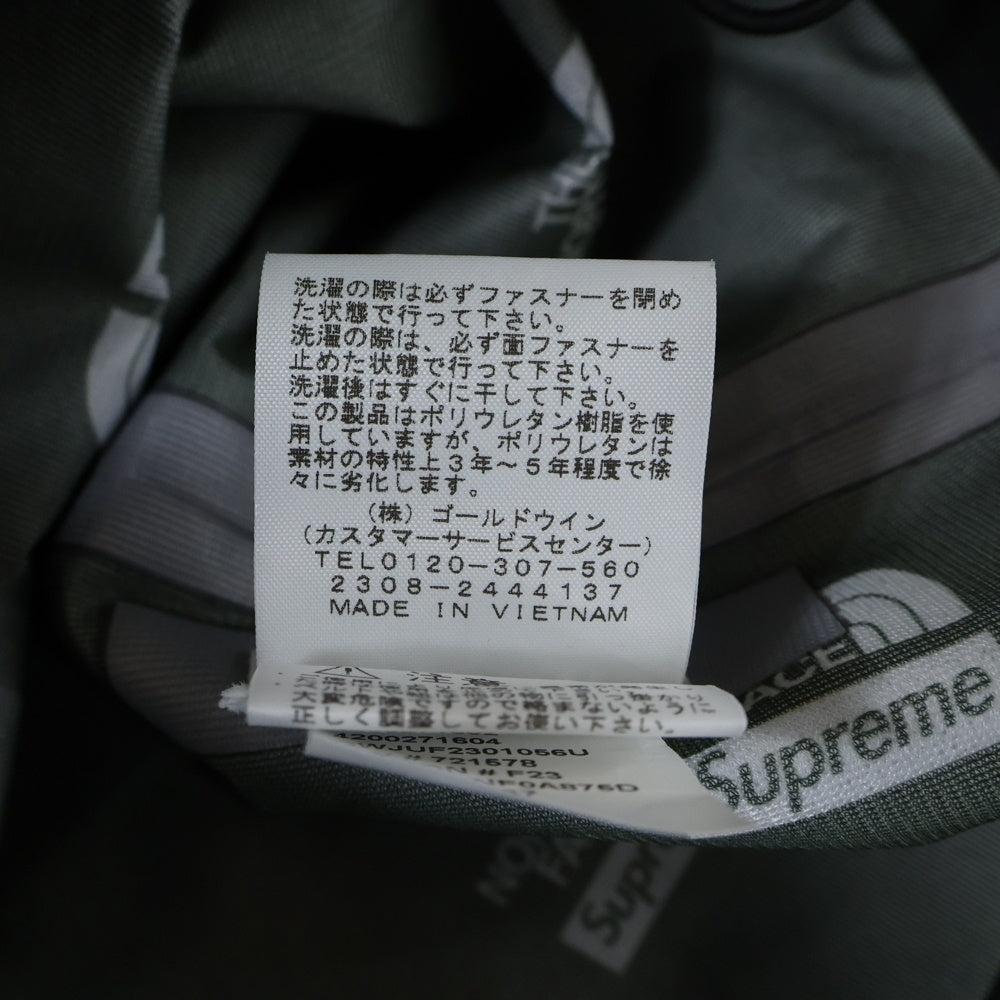 洗濯の際は必ずファスナーを閉め
た状態で行って下さい。
洗濯の際は、必ず面ファスナーを
止めた状態で行って下さい。
洗濯後はすぐに干して下さい。
この製品はポリウレタン樹脂を使
用していますが、ポリウレタンは
素材の特性上3年～5年程度で徐
々に劣化します。
（株）ゴールドウイン
（カスタマーサービスセンター）
TEL0120-307-560
2308-2444137
MADE IN VIETNAM
注意
正しく認識してお使い下さい。
4200271604
WJUF2301056U
# 721578
# F23
NF0A876D
THE
FACE
Supreme
Supre